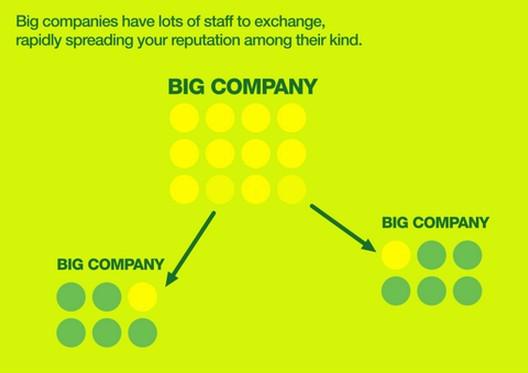 Big companies have lots of staff to exchange,
rapidly spreading your reputation among their kind.
BIG COMPANY
BIG COMPANY
BIG COMPANY